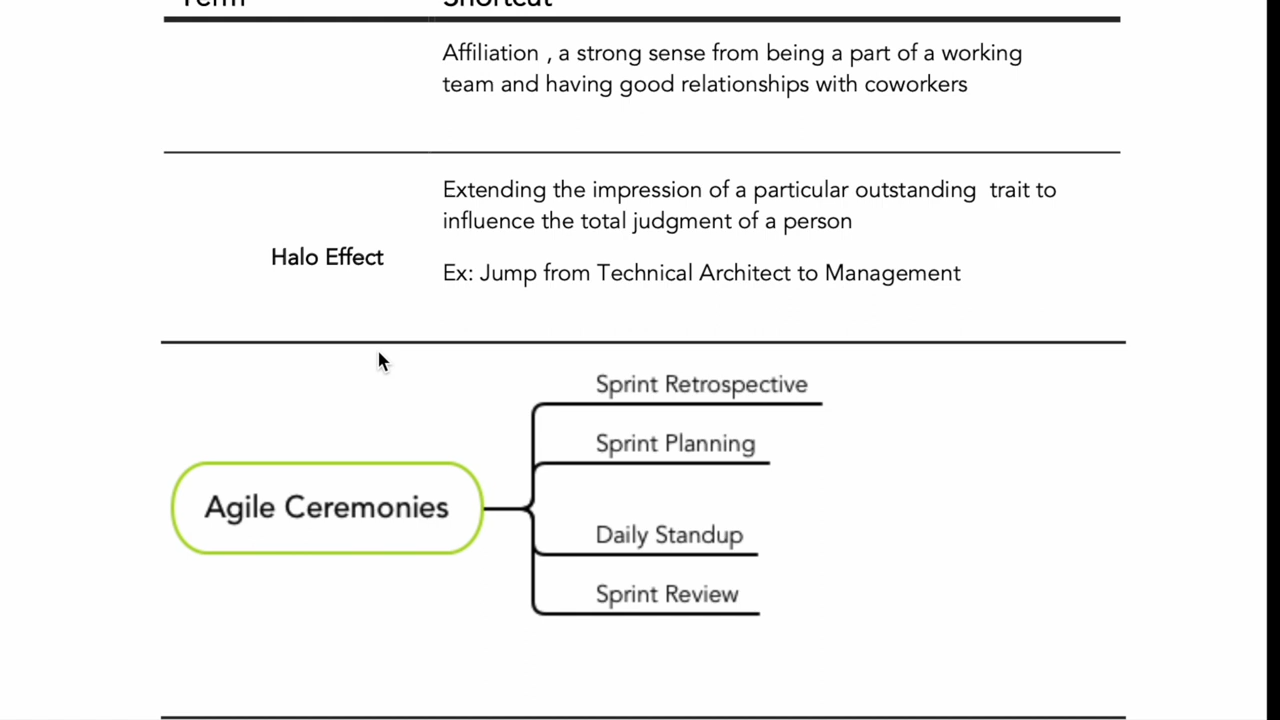 Term Shortcut
Affiliation , a strong sense from being a part of a working
team and having good relationships with coworkers
Extending the impression of a particular outstanding trait to
influence the total judgment of a person
Halo Effect
Ex: Jump from Technical Architect to Management
Sprint Retrospective
Sprint Planning
Agile Ceremonies
Daily Standup
Sprint Review